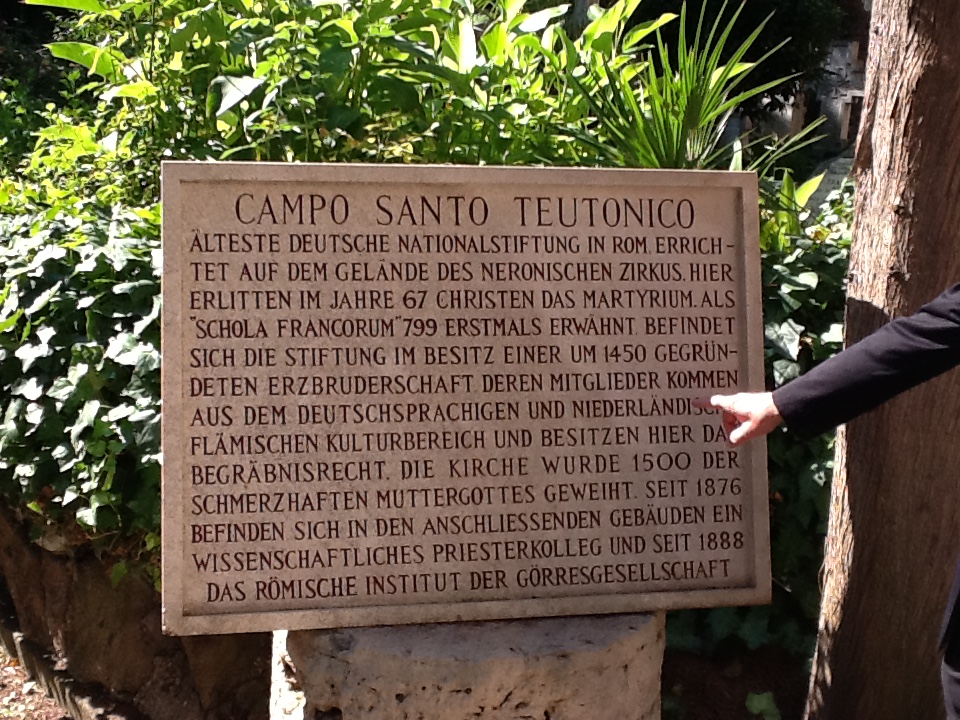 CAMPO SANTO TEUTONICO
ÄLTESTE DEUTSCHE NATIONALSTIFTUNG IN ROM. ERRICH-
TET AUF DEM GELÄNDE DES NERONISCHEN ZIRKUS. HIER
ERLITTEN IM JAHRE 67 CHRISTEN DAS MARTYRIUM. ALS
"SCHOLA FRANCORUM" 799 ERSTMALS ERWÄHNT. BEFINDET
SICH DIE STIFTUNG IM BESITZ EINER UM 1450 GEGRÜN-
DETEN ERZBRUDERSCHAFT DEREN MITGLIEDER KOMMEN
AUS DEM DEUTSCHSPRACHIGEN UND
FLÄMISCHEN KULTURBEREICH UND BESITZEN HIER
BEGRÄBNISRECHT. DIE KIRCHE WURDE 1500 DER
SCHMERZHAFTEN MUTTERGOTTES GEWEIHT. SEIT 1876
BEFINDEN SICH IN DEN ANSCHLIESSENDEN GEBÄUDEN EIN
WISSENSCHAFTLICHES PRIESTERKOLLEG UND SEIT 1888
DAS RÖMISCHE INSTITUT DER GÖRRESGESELLSCHAFT